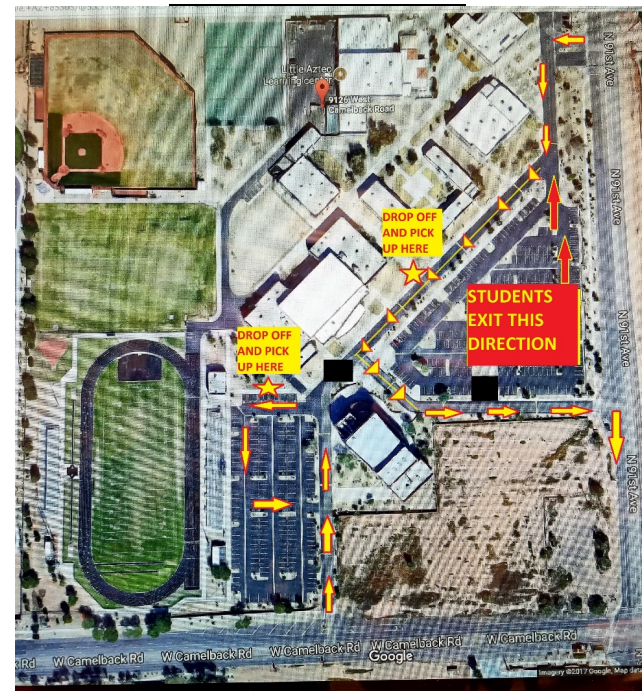 N 91st Ave
Little Aztec
Learning center
9126 West
Camelback Road
N 91st Ave
DROP OFF
AND PICK
UP HERE
STUDENTS
EXIT THIS
DIRECTION
N 91st Ave
DROP OFF
AND PICK
UP HERE
N 91st Ave
W Camelback Rd
W Camelback Rd
W Camelback Rd
W Camelback Rd
W Camelback Rd
Rd
Google
Imagery ©2017 Google, Map data